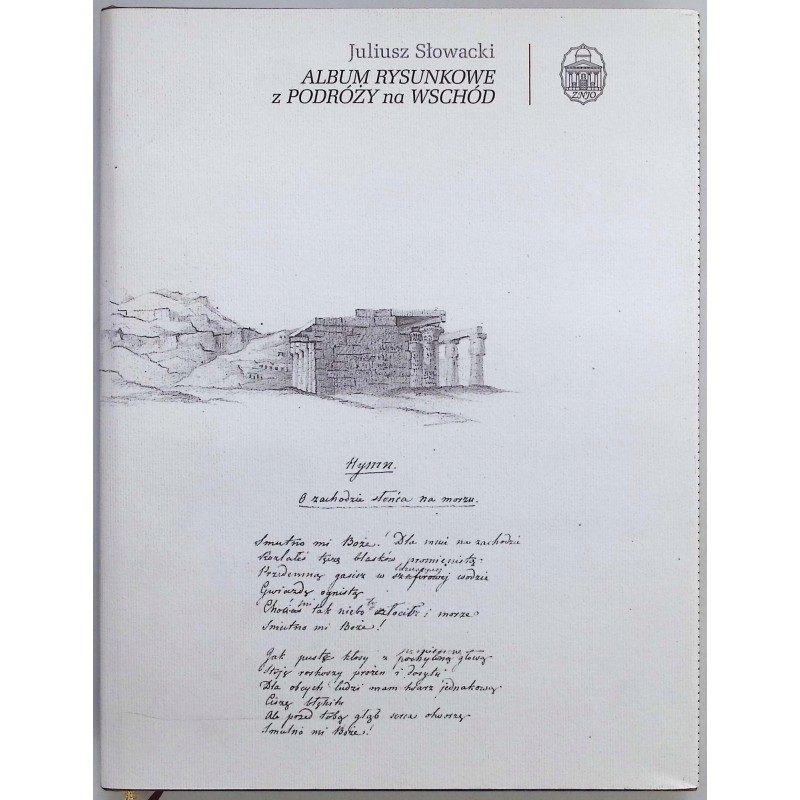 Juliusz Słowacki
ALBUM RYSUNKOWE
z PODRÓŻY na WSCHÓD
ZNJO
Hymn.
O zachodzie słońca na morzu.
Smutno mi Boże! Dla mnie na zachodzie
Rozlałeś tęczę blasków promienistą
Przedemną gasisz w lazurowej szafirowej wodzie
Gwiazdę ognistą
Choć mi tak niebo ty złocisz i morze
Smutno mi Boże!
Jak puste kłosy z pochyloną głową
Stoję rozkoszy prożen i dosytu
Dla obcych ludzi mam twarz jednakową
Ciszę błękitu
Ale przed tobą głąb serca otworzę
Smutno mi Boże!